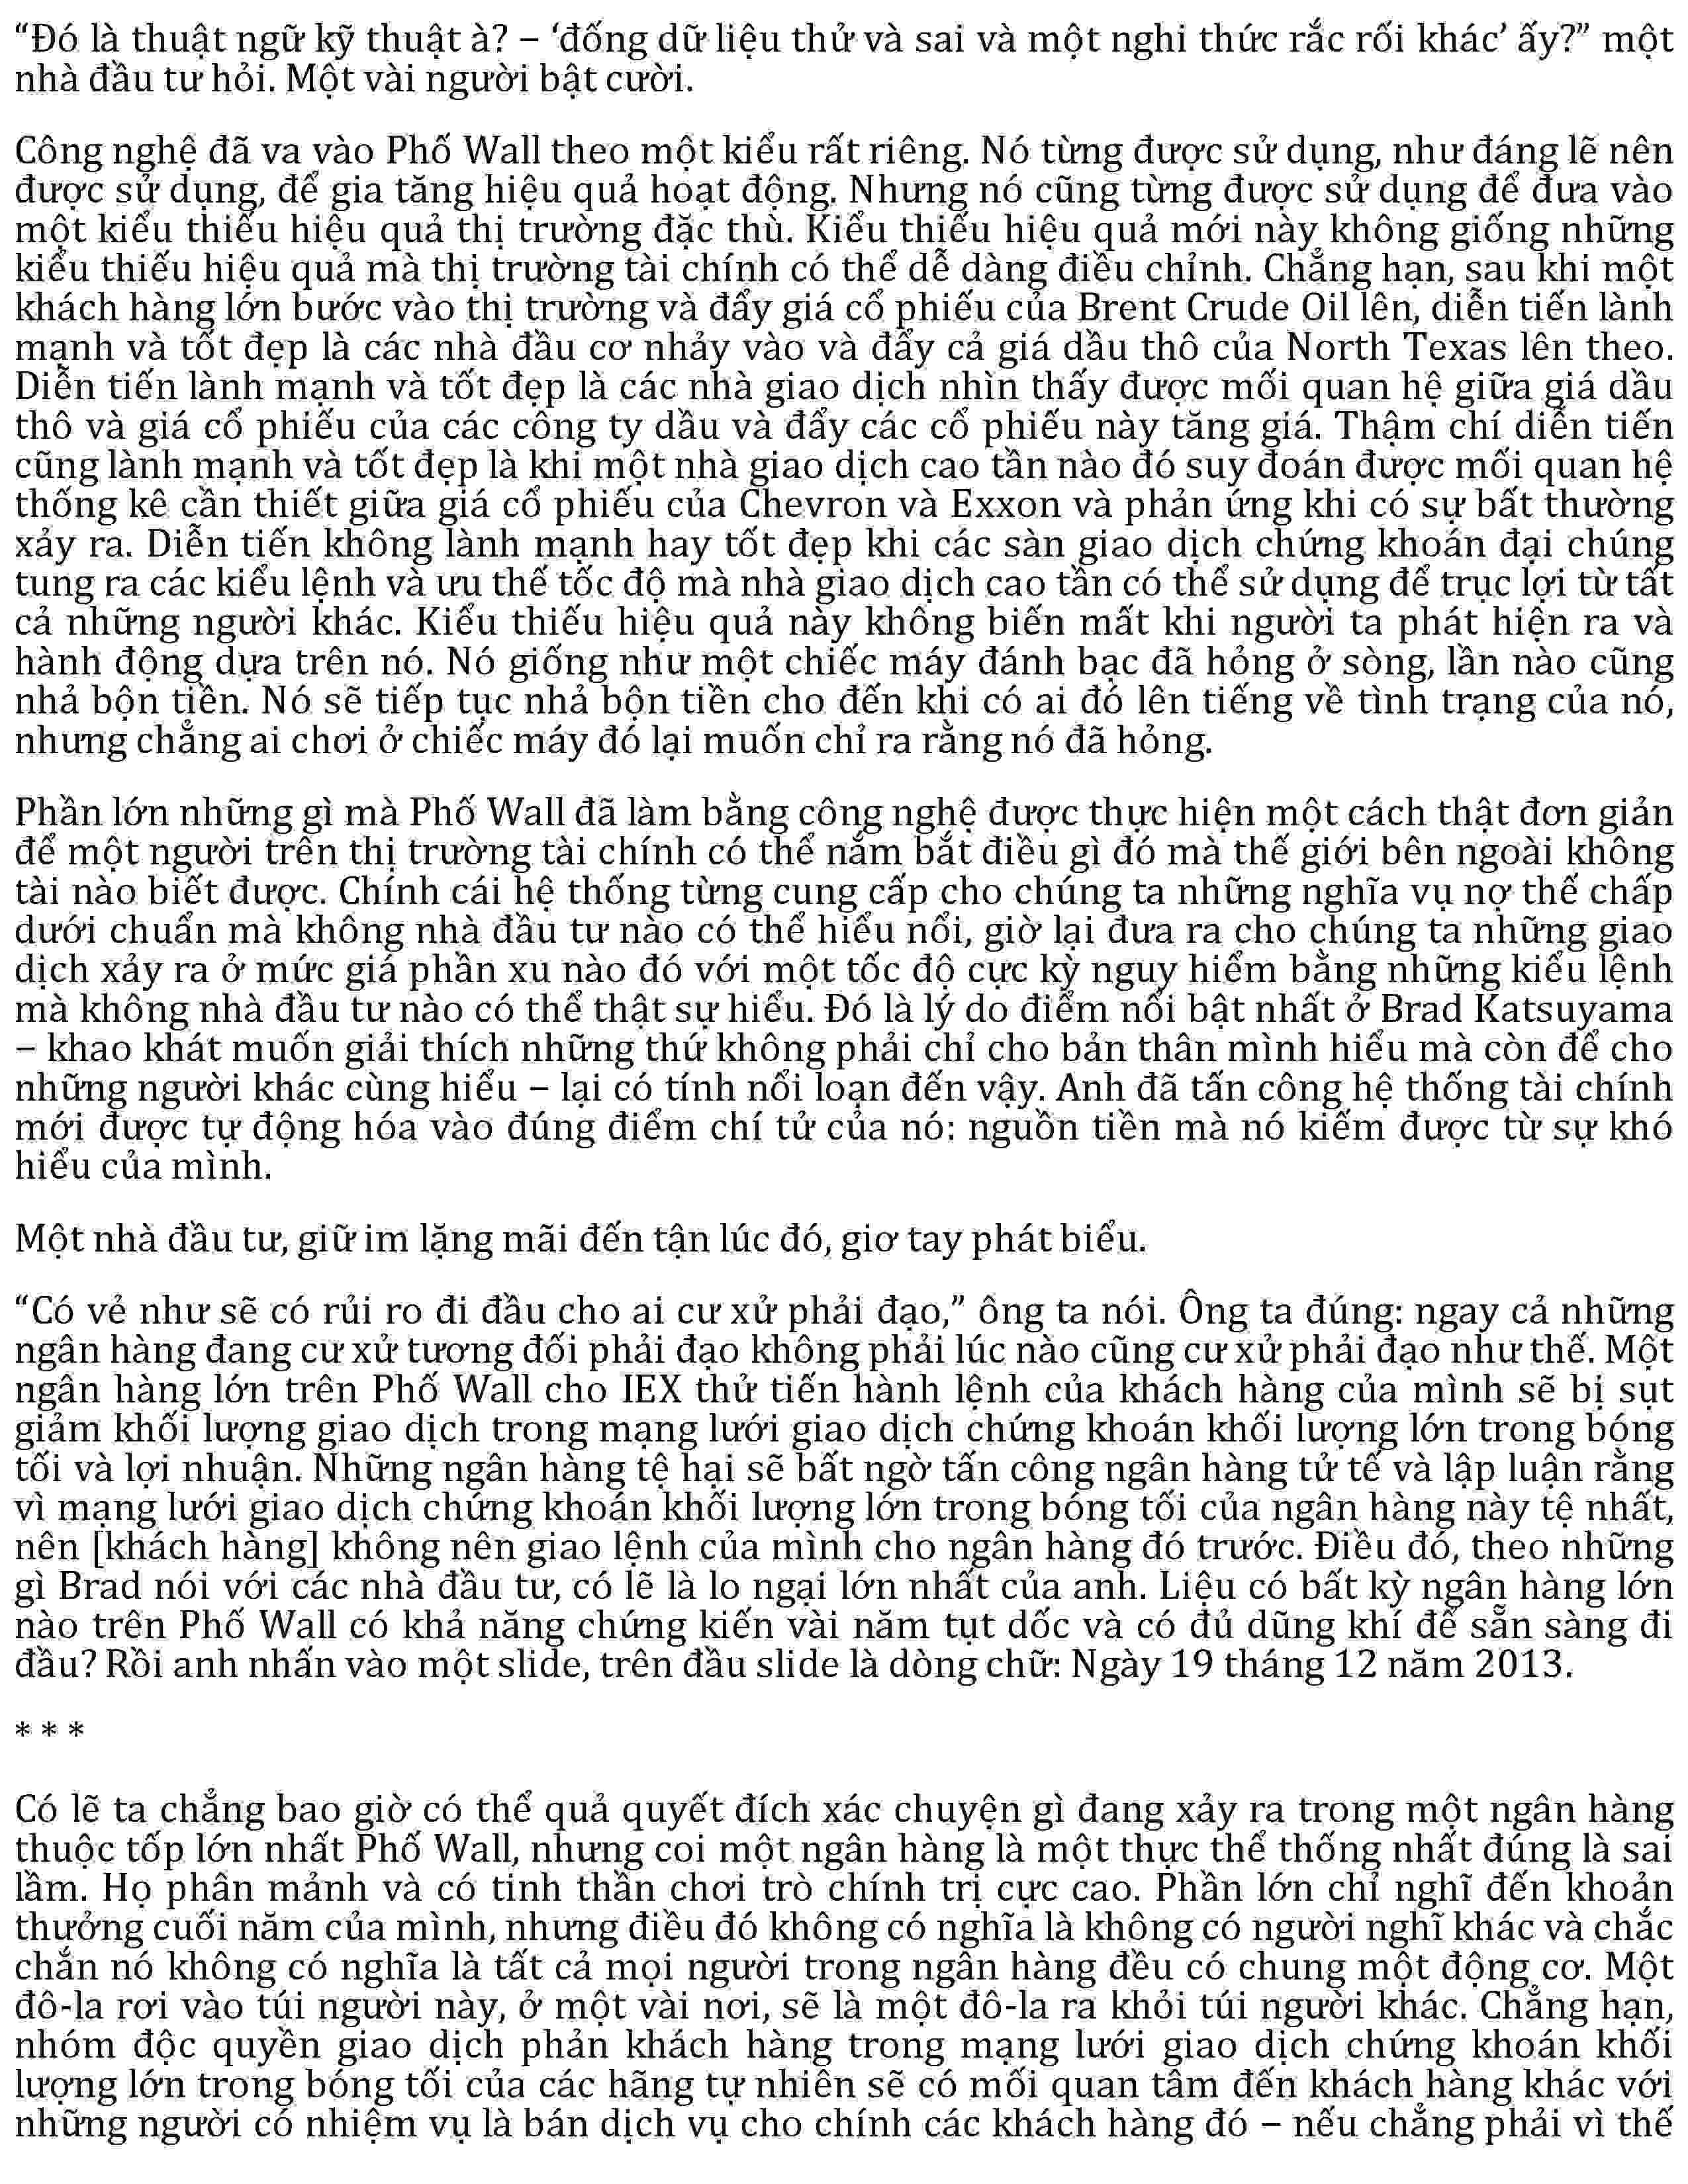 “Đó là thuật ngữ kỹ thuật à? – ‘đống dữ liệu thử và sai và một nghi thức rắc rối khác’ ấy?” một
nhà đầu tư hỏi. Một vài người bật cười.
Công nghệ đã va vào Phố Wall theo một kiểu rất riêng. Nó từng được sử dụng, như đáng lẽ nên
được sử dụng, để gia tăng hiệu quả hoạt động. Nhưng nó cũng từng được sử dụng để đưa vào
một kiểu thiếu hiệu quả thị trường đặc thù. Kiểu thiếu hiệu quả mới này không giống những
kiểu thiếu hiệu quả mà thị trường tài chính có thể dễ dàng điều chỉnh. Chẳng hạn, sau khi một
khách hàng lớn bước vào thị trường và đẩy giá cổ phiếu của Brent Crude Oil lên, diễn tiến lành
mạnh và tốt đẹp là các nhà đầu cơ nhảy vào và đẩy cả giá dầu thô của North Texas lên theo.
Diễn tiến lành mạnh và tốt đẹp là các nhà giao dịch nhìn thấy được mối quan hệ giữa giá dầu
thô và giá cổ phiếu của các công ty dầu và đẩy các cổ phiếu này tăng giá. Thậm chí diễn tiến
cũng lành mạnh và tốt đẹp là khi một nhà giao dịch cao tần nào đó suy đoán được mối quan hệ
thống kê cần thiết giữa giá cổ phiếu của Chevron và Exxon và phản ứng khi có sự bất thường
xảy ra. Diễn tiến không lành mạnh hay tốt đẹp khi các sàn giao dịch chứng khoán đại chúng
tung ra các kiểu lệnh và ưu thế tốc độ mà nhà giao dịch cao tần có thể sử dụng để trục lợi từ tất
cả những người khác. Kiểu thiếu hiệu quả này không biến mất khi người ta phát hiện ra và
hành động dựa trên nó. Nó giống như một chiếc máy đánh bạc đã hỏng ở sòng, lần nào cũng
nhả bộn tiền. Nó sẽ tiếp tục nhả bộn tiền cho đến khi có ai đó lên tiếng về tình trạng của nó,
nhưng chẳng ai chơi ở chiếc máy đó lại muốn chỉ ra rằng nó đã hỏng.
Phần lớn những gì mà Phố Wall đã làm bằng công nghệ được thực hiện một cách thật đơn giản
để một người trên thị trường tài chính có thể nắm bắt điều gì đó mà thế giới bên ngoài không
tài nào biết được. Chính cái hệ thống từng cung cấp cho chúng ta những nghĩa vụ nợ thế chấp
dưới chuẩn mà không nhà đầu tư nào có thể hiểu nổi, giờ lại đưa ra cho chúng ta những giao
dịch xảy ra ở mức giá phần xu nào đó với một tốc độ cực kỳ nguy hiểm bằng những kiểu lệnh
mà không nhà đầu tư nào có thể thật sự hiểu. Đó là lý do điểm nổi bật nhất ở Brad Katsuyama
– khao khát muốn giải thích những thứ không phải chỉ cho bản thân mình hiểu mà còn để cho
những người khác cùng hiểu – lại có tính nổi loạn đến vậy. Anh đã tấn công hệ thống tài chính
mới được tự động hóa vào đúng điểm chí tử của nó: nguồn tiền mà nó kiếm được từ sự khó
hiểu của mình.
Một nhà đầu tư, giữ im lặng mãi đến tận lúc đó, giơ tay phát biểu.
“Có vẻ như sẽ có rủi ro đi đầu cho ai cư xử phải đạo,” ông ta nói. Ông ta đúng: ngay cả những
ngân hàng đang cư xử tương đối phải đạo không phải lúc nào cũng cư xử phải đạo như thế. Một
ngân hàng lớn trên Phố Wall cho IEX thử tiến hành lệnh của khách hàng của mình sẽ bị sụt
giảm khối lượng giao dịch trong mạng lưới giao dịch chứng khoán khối lượng lớn trong bóng
tối và lợi nhuận. Những ngân hàng tệ hại sẽ bất ngờ tấn công ngân hàng tử tế và lập luận rằng
vì mạng lưới giao dịch chứng khoán khối lượng lớn trong bóng tối của ngân hàng này tệ nhất,
nên [khách hàng] không nên giao lệnh của mình cho ngân hàng đó trước. Điều đó, theo những
gì Brad nói với các nhà đầu tư, có lẽ là lo ngại lớn nhất của anh. Liệu có bất kỳ ngân hàng lớn
nào trên Phố Wall có khả năng chứng kiến vài năm tụt dốc và có đủ dũng khí để sẵn sàng đi
đầu? Rồi anh nhấn vào một slide, trên đầu slide là dòng chữ: Ngày 19 tháng 12 năm 2013.
* * *
Có lẽ ta chẳng bao giờ có thể quả quyết đích xác chuyện gì đang xảy ra trong một ngân hàng
thuộc tốp lớn nhất Phố Wall, nhưng coi một ngân hàng là một thực thể thống nhất đúng là sai
lầm. Họ phân mảnh và có tinh thần chơi trò chính trị cực cao. Phần lớn chỉ nghĩ đến khoản
thưởng cuối năm của mình, nhưng điều đó không có nghĩa là không có người nghĩ khác và chắc
chắn nó không có nghĩa là tất cả mọi người trong ngân hàng đều có chung một động cơ. Một
đô-la rơi vào túi người này, ở một vài nơi, sẽ là một đô-la ra khỏi túi người khác. Chẳng hạn,
nhóm độc quyền giao dịch phản khách hàng trong mạng lưới giao dịch chứng khoán khối
lượng lớn trong bóng tối của các hãng tự nhiên sẽ có mối quan tâm đến khách hàng khác với
những người có nhiệm vụ là bán dịch vụ cho chính các khách hàng đó – nếu chẳng phải vì thế